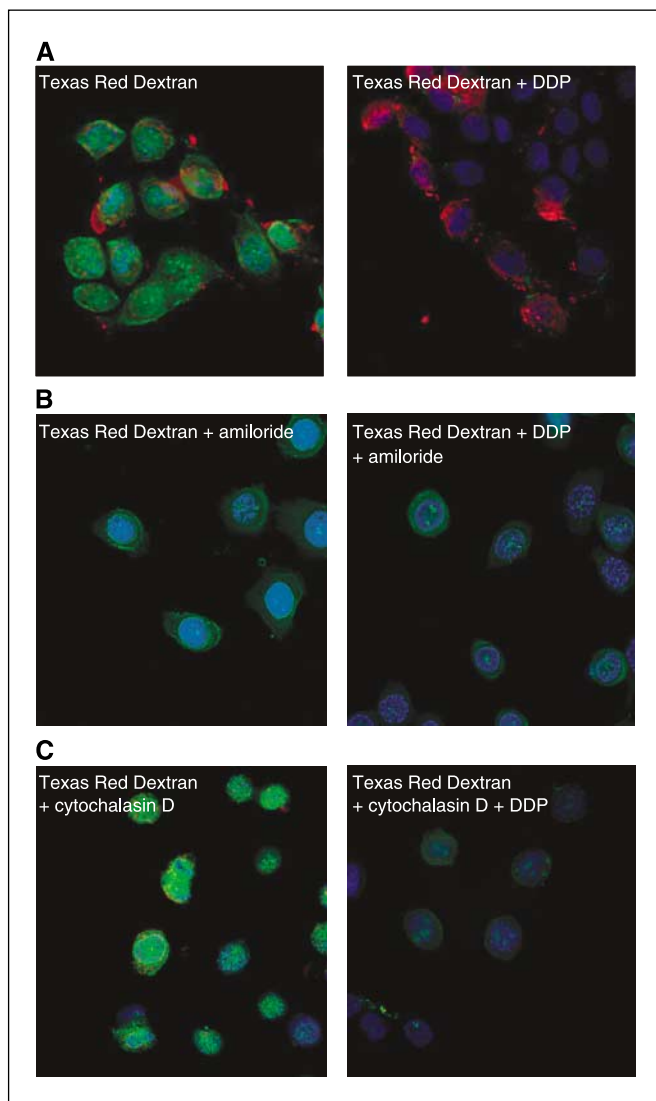 A
Texas Red Dextran
Texas Red Dextran + DDP
B
Texas Red Dextran + amiloride
Texas Red Dextran + DDP
+ amiloride
C
Texas Red Dextran
+ cytochalasin D
Texas Red Dextran
+ cytochalasin D + DDP